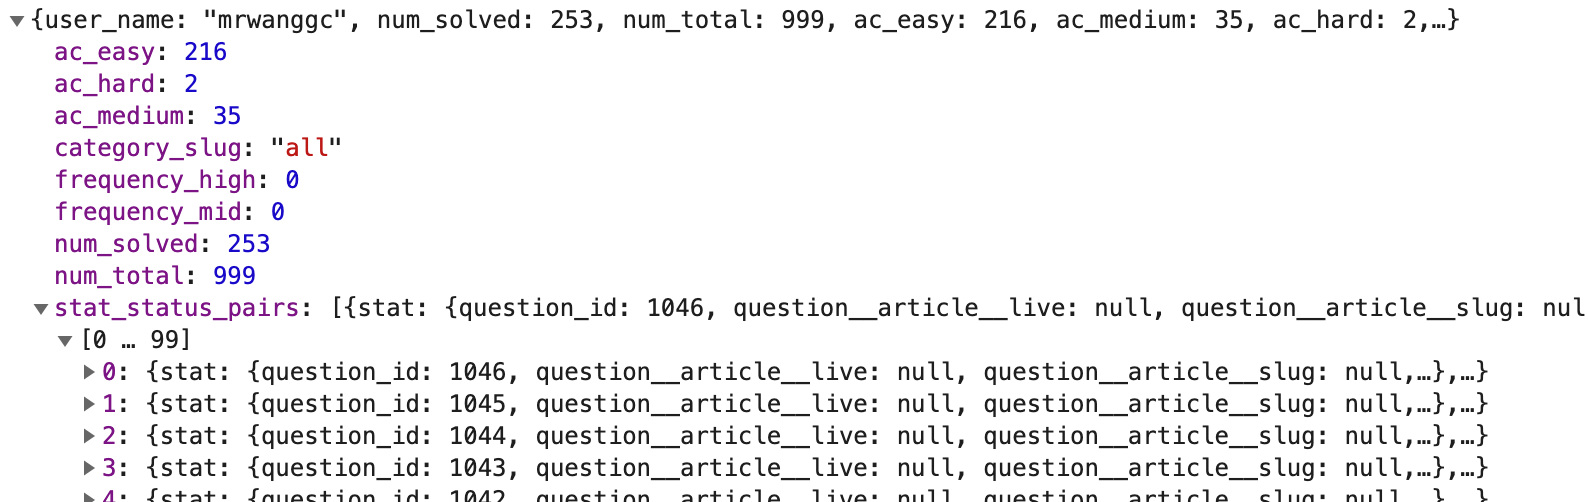 ▼{user_name: "mrwanggc", num_solved: 253, num_total: 999, ac_easy: 216, ac_medium: 35, ac_hard: 2,…}
ac_easy: 216
ac_hard: 2
ac_medium: 35
category_slug: "all"
frequency_high: 0
frequency_mid: 0
num_solved: 253
num_total: 999
▼stat_status_pairs: [{stat: {question_id: 1046, question__article__live: null, question__article__slug: nul
▼[0 … 99]
▶0: {stat: {question_id: 1046, question__article__live: null, question__article__slug: null,…},…}
▶1: {stat: {question_id: 1045, question__article__live: null, question__article__slug: null,…},…}
▶2: {stat: {question_id: 1044, question__article__live: null, question__article__slug: null,…},…}
▶3: {stat: {question_id: 1043, question__article__live: null, question__article__slug: null,…},…}
▶4: {stat: {question_id: 1042, question__article__live: null, question__article__slug: null,…},…}